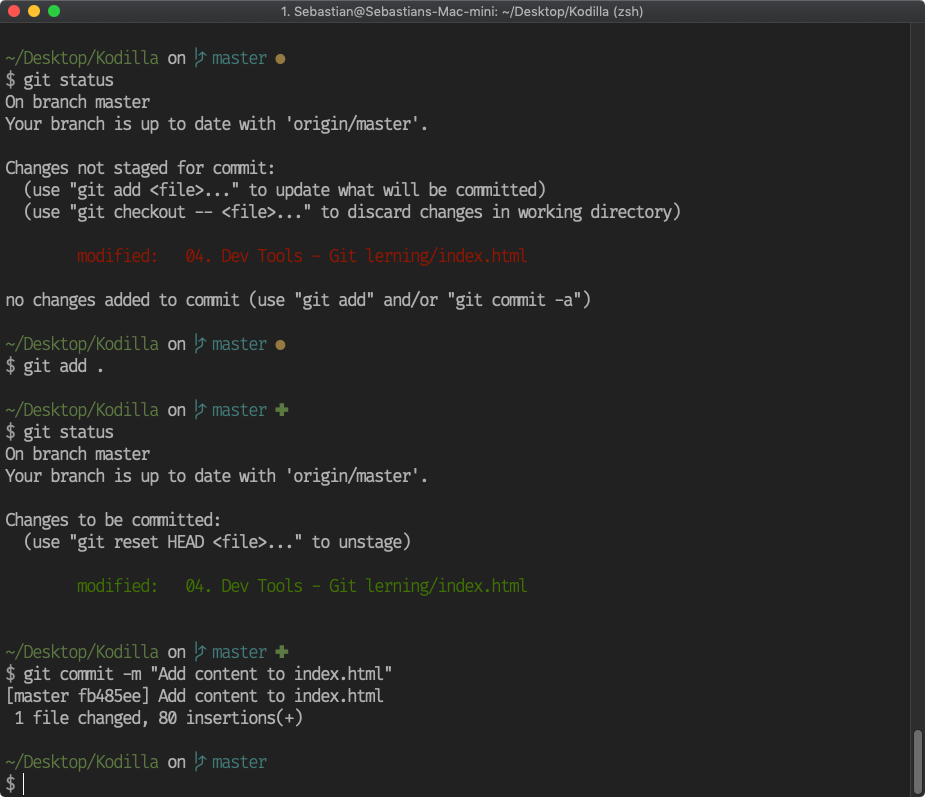 1. Sebastian@Sebastians-Mac-mini: ~/Desktop/Kodilla (zsh)
~/Desktop/Kodilla on master
$ git status
On branch master
Your branch is up to date with 'origin/master'.
Changes not staged for commit:
(use "git add <file>..." to update what will be committed)
(use "git checkout -- <file>..." to discard changes in working directory)
modified: 04. Dev Tools - Git lerning/index.html
no changes added to commit (use "git add" and/or "git commit -a")
~/Desktop/Kodilla on master
$ git add .
~/Desktop/Kodilla on master
$ git status
On branch master
Your branch is up to date with 'origin/master'.
Changes to be committed:
(use "git reset HEAD <file>..." to unstage)
modified: 04. Dev Tools - Git lerning/index.html
~/Desktop/Kodilla on master
$ git commit -m "Add content to index.html"
[master fb485ee] Add content to index.html
1 file changed, 80 insertions(+)
~/Desktop/Kodilla on master
$